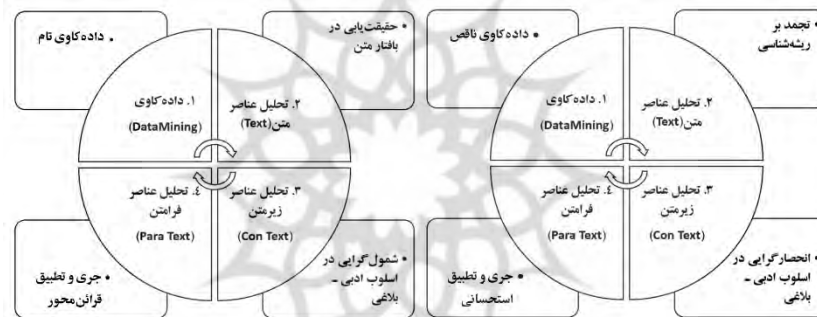 • تجمد بر
ریشه‌شناسی
• داده‌کاوی ناقص
۲. تحلیل عناصر
متن(Text)
۱. داده‌کاوی
(DataMining)
۳. تحلیل عناصر
زیرمتن
(Con Text)
٤. تحلیل عناصر
فرامتن
(Para Text)
• انحصارگرایی در
اسلوب ادبی –
بلاغی
• جری و تطبیق
استحسانی
• حقیقت‌یابی در
بافتار متن
• داده‌کاوی تام
۲. تحلیل عناصر
متن(Text)
۱. داده‌کاوی
(DataMining)
۳. تحلیل عناصر
زیرمتن
(Con Text)
٤. تحلیل عناصر
فرامتن
(Para Text)
• شمول‌گرایی در
اسلوب ادبی –
بلاغی
• جری و تطبیق
قرائن‌محور